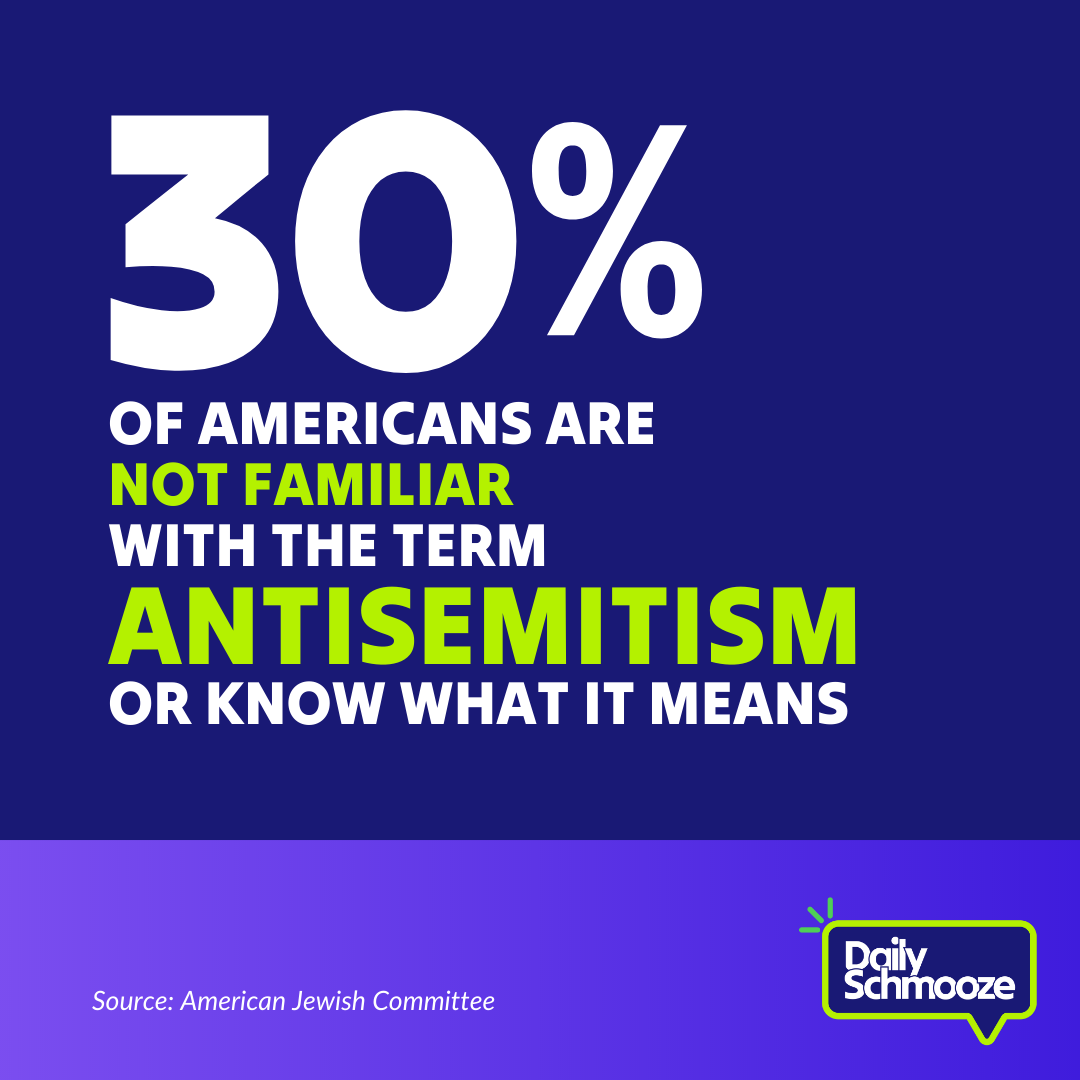 30%
OF AMERICANS ARE
NOT FAMILIAR
WITH THE TERM
ANTISEMITISM
OR KNOW WHAT IT MEANS
Source: American Jewish Committee
Daily
Schmooze